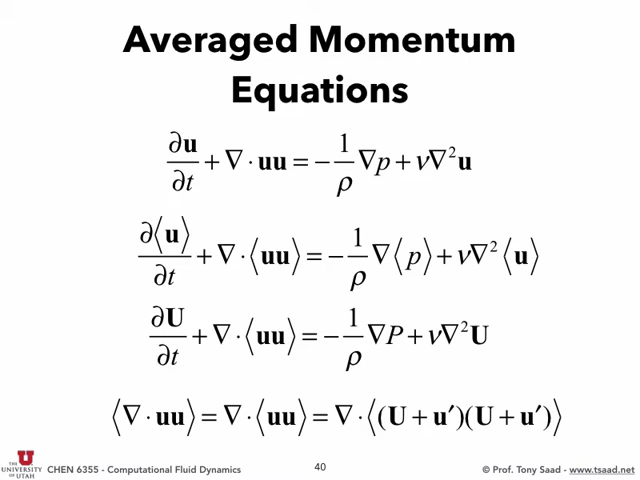 Averaged Momentum
Equations
∂u/∂t + ∇ · uu = − 1/ρ ∇p + ν∇²u
∂⟨u⟩/∂t + ∇ · ⟨uu⟩ = − 1/ρ ∇⟨p⟩ + ν∇²⟨u⟩
∂U/∂t + ∇ · ⟨uu⟩ = − 1/ρ ∇P + ν∇²U
⟨∇ · uu⟩ = ∇ · ⟨uu⟩ = ∇ · ⟨(U + u′)(U + u′)⟩
THE UNIVERSITY OF UTAH
CHEN 6355 - Computational Fluid Dynamics
40
© Prof. Tony Saad - www.tsaad.net